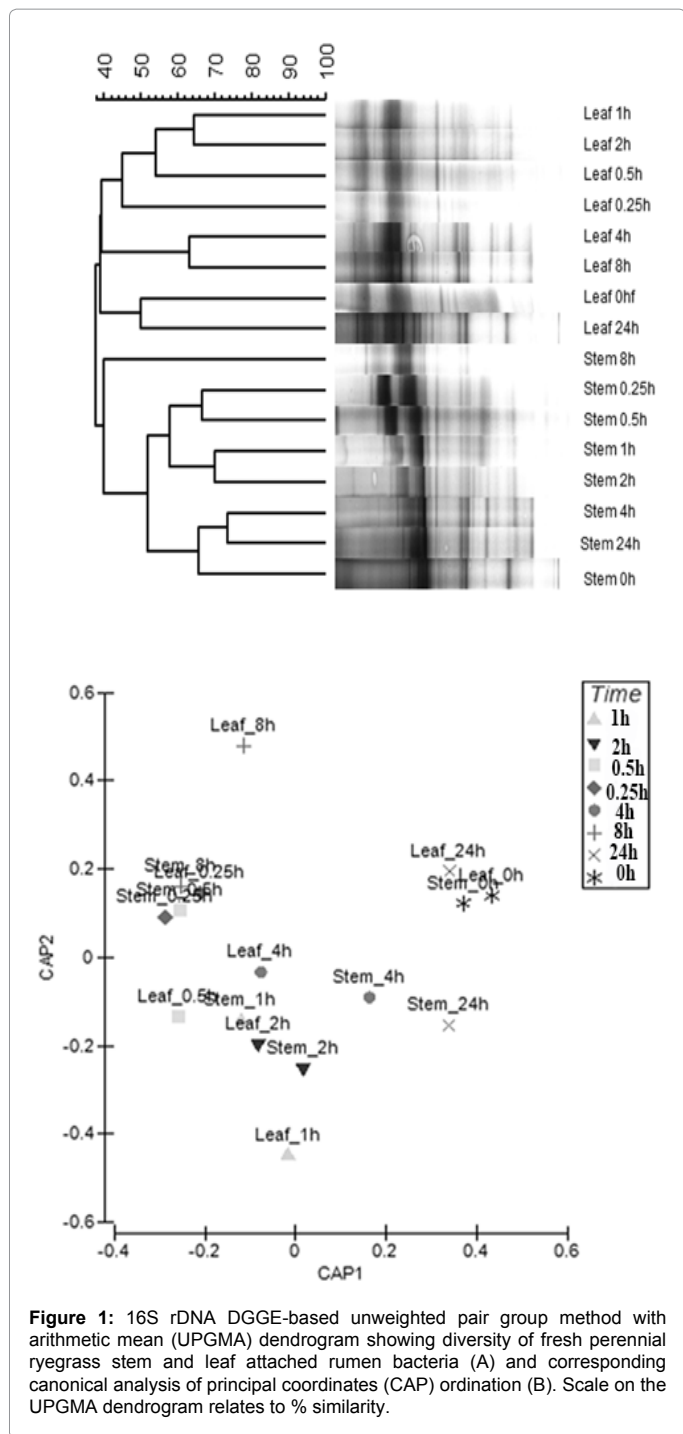 40 50 60 70 80 90 100
Leaf 1h
Leaf 2h
Leaf 0.5h
Leaf 0.25h
Leaf 4h
Leaf 8h
Leaf 0hf
Leaf 24h
Stem 8h
Stem 0.25h
Stem 0.5h
Stem 1h
Stem 2h
Stem 4h
Stem 24h
Stem 0h
0.6
0.4
0.2
0
-0.2
-0.4
-0.6
CAP2
Leaf_8h
Stem_8h
Leaf_0.25h
Stem_0.5h
Stem_0.25h
Leaf_24h
Leaf_0h
Stem_0h
Leaf_4h
Stem_4h
Leaf_0.5h
Stem_1h
Leaf_2h
Stem_2h
Stem_24h
Leaf_1h
-0.4 -0.2 0 0.2 0.4 0.6
CAP1
Time
1h
2h
0.5h
0.25h
4h
8h
24h
0h
Figure 1: 16S rDNA DGGE-based unweighted pair group method with
arithmetic mean (UPGMA) dendrogram showing diversity of fresh perennial
ryegrass stem and leaf attached rumen bacteria (A) and corresponding
canonical analysis of principal coordinates (CAP) ordination (B). Scale on the
UPGMA dendrogram relates to % similarity.